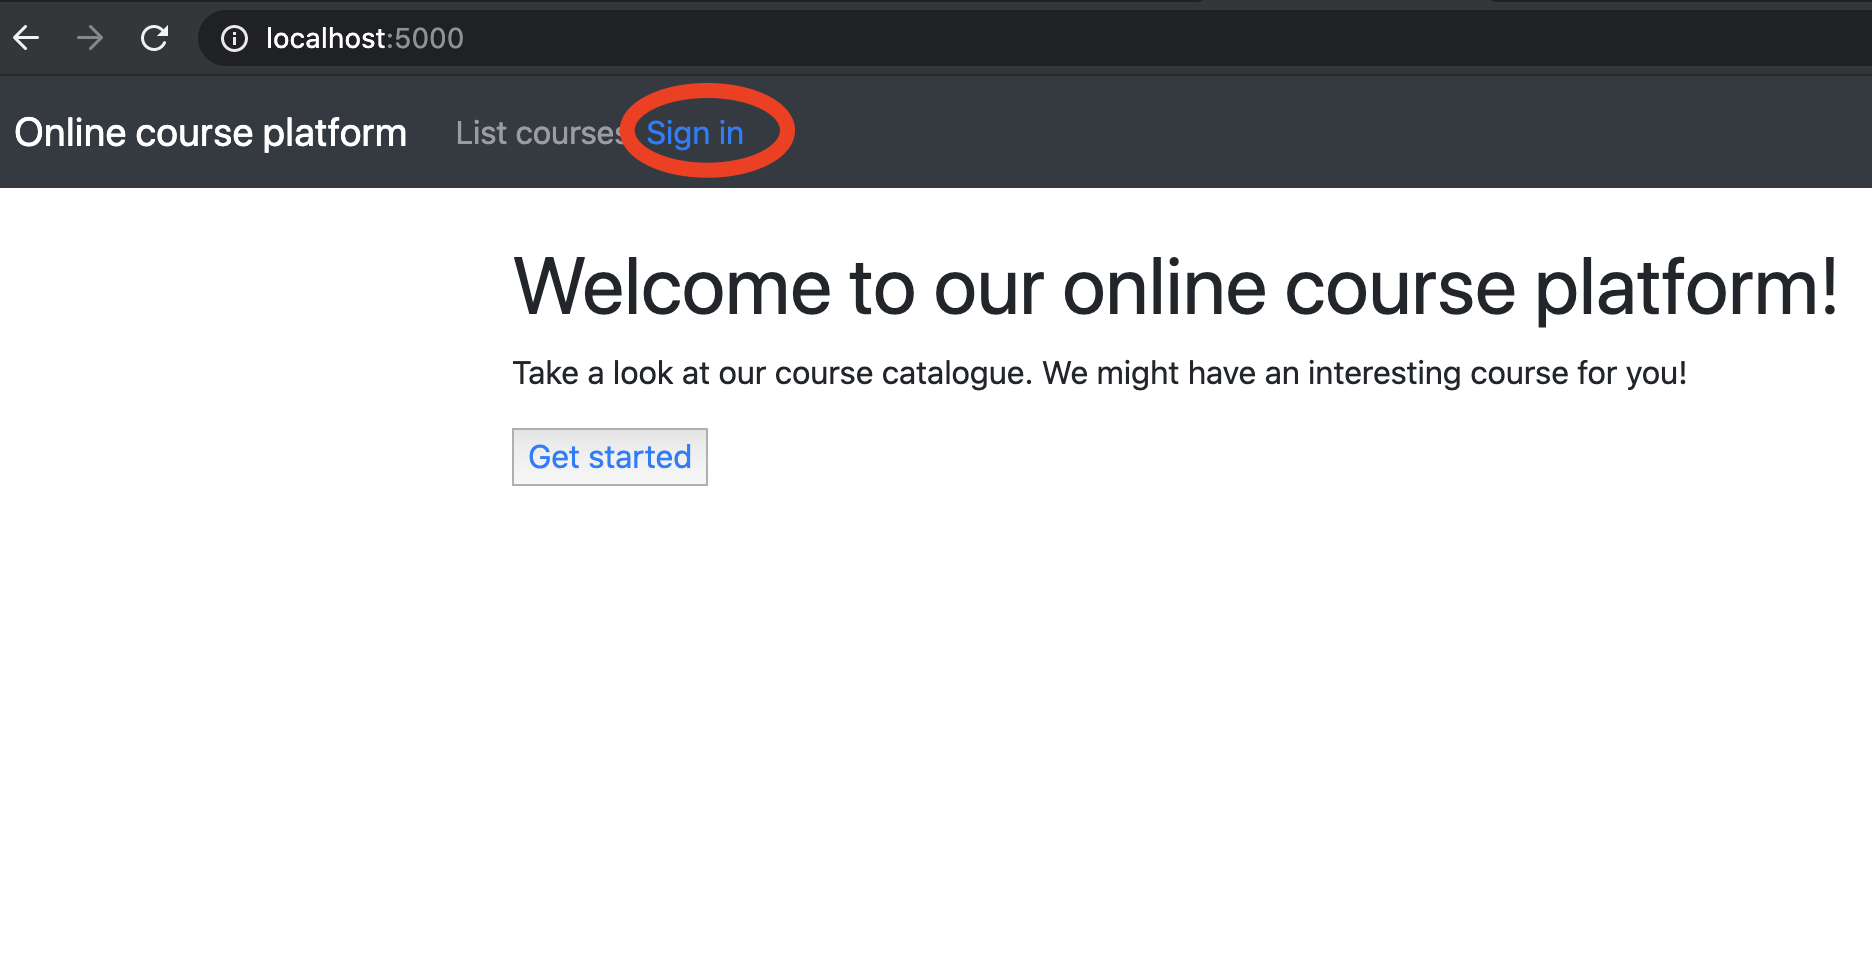 localhost:5000
Online course platform List courses Sign in
Welcome to our online course platform!
Take a look at our course catalogue. We might have an interesting course for you!
Get started